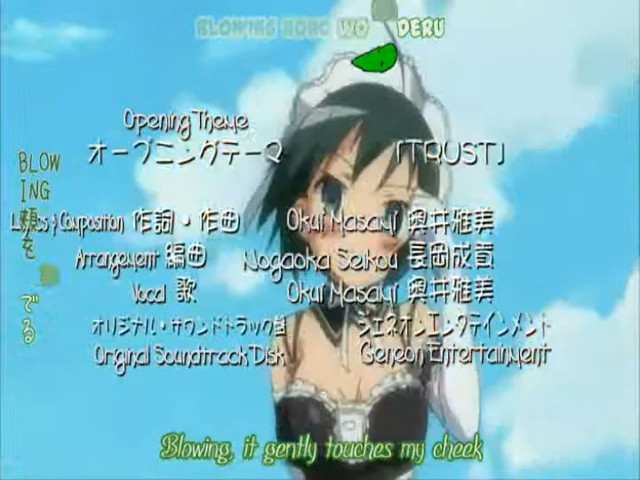 BLOWING HOHO WO DERU
Opening Theme
オープニングテーマ 「TRUST」
BLOW
ING
頬
を
でる
Lyrics & Composition 作詞・作曲 Okui Masami 奥井雅美
Arrangement 編曲 Nogaoka Seikou 長岡成貢
Vocal 歌 Okui Masami 奥井雅美
オリジナル・サウンドトラック盤 ジェネオンエンタテインメント
Original Soundtrack Disk Geneon Entertainment
Blowing, it gently touches my cheek